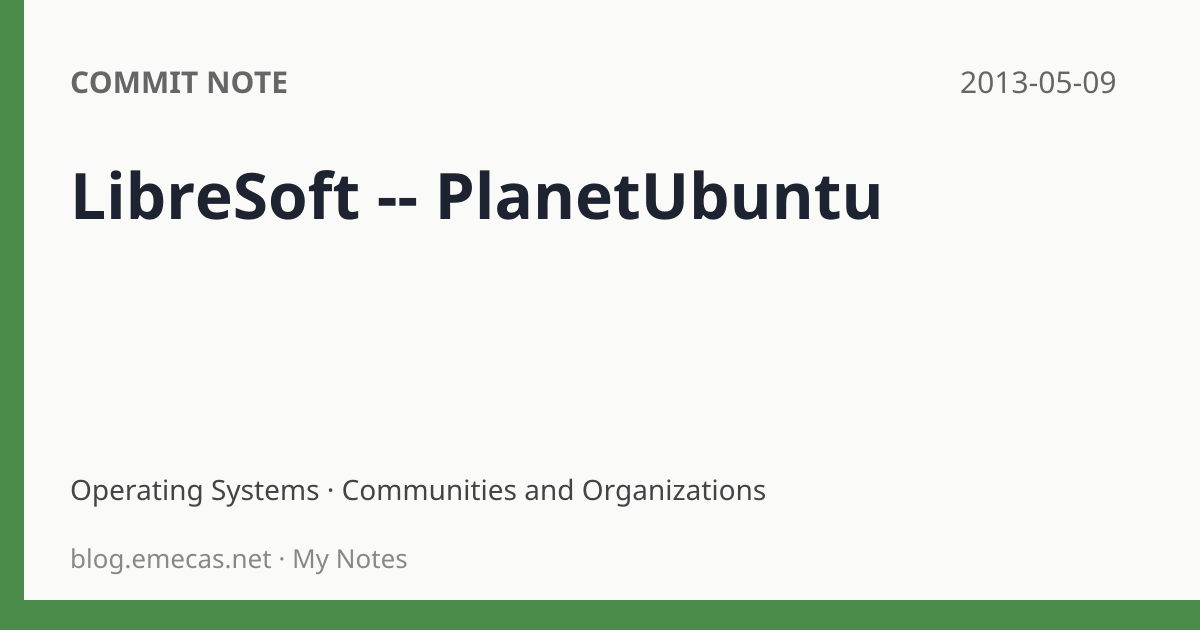 COMMIT NOTE
2013-05-09
LibreSoft -- PlanetUbuntu
Operating Systems · Communities and Organizations
blog.emecas.net · My Notes